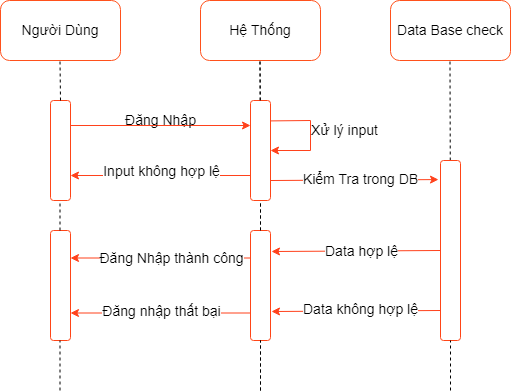 Người Dùng
Hệ Thống
Data Base check
Đăng Nhập
Xử lý input
Input không hợp lệ
Kiểm Tra trong DB
Data hợp lệ
Đăng Nhập thành công
Data không hợp lệ
Đăng nhập thất bại